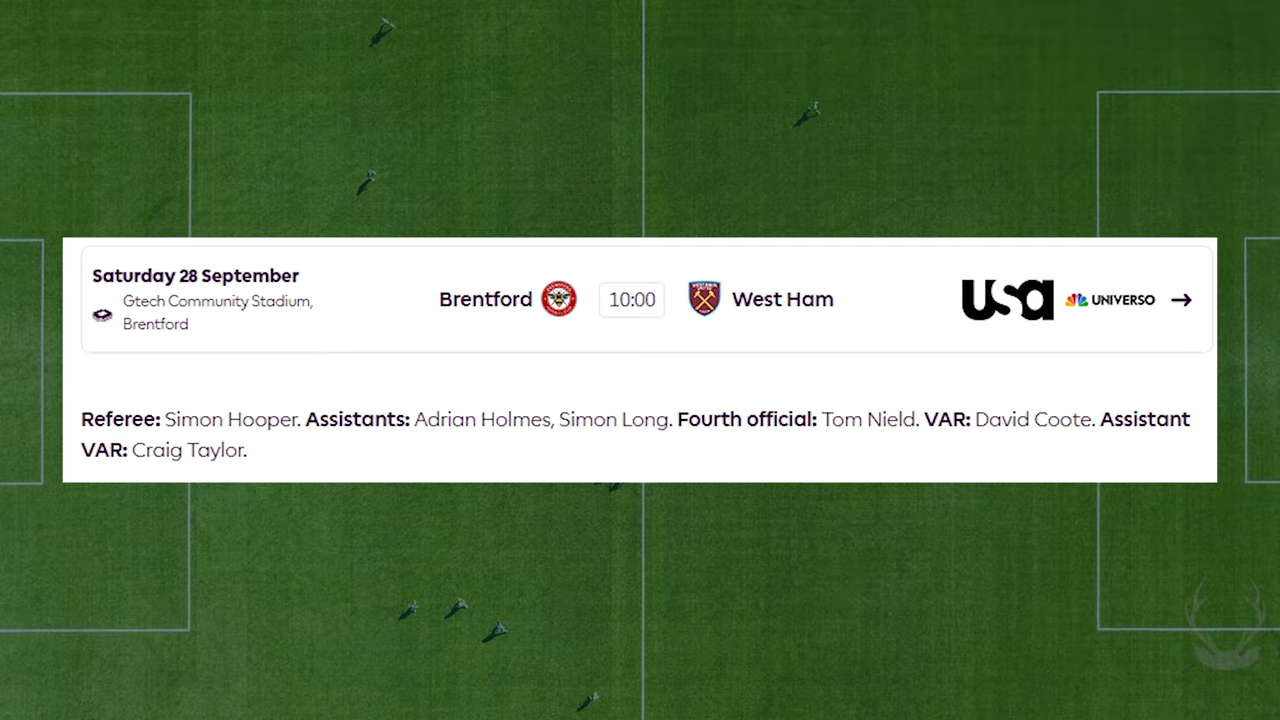 Saturday 28 September
Gtech Community Stadium,
Brentford
Brentford 10:00 West Ham
usa UNIVERSO
Referee: Simon Hooper. Assistants: Adrian Holmes, Simon Long. Fourth official: Tom Nield. VAR: David Coote. Assistant
VAR: Craig Taylor.